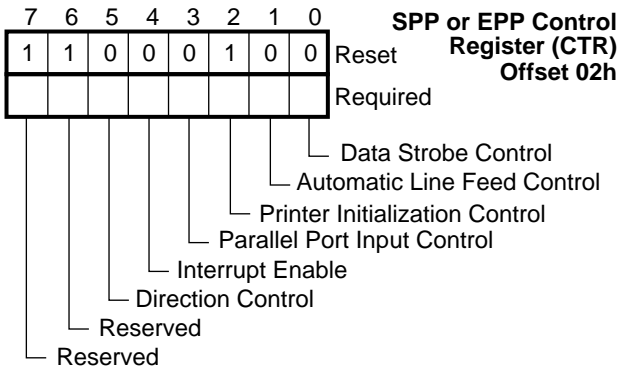 7 6 5 4 3 2 1 0
SPP or EPP Control
Register (CTR)
Offset 02h
1 1 0 0 0 1 0 0 Reset
Required
Data Strobe Control
Automatic Line Feed Control
Printer Initialization Control
Parallel Port Input Control
Interrupt Enable
Direction Control
Reserved
Reserved